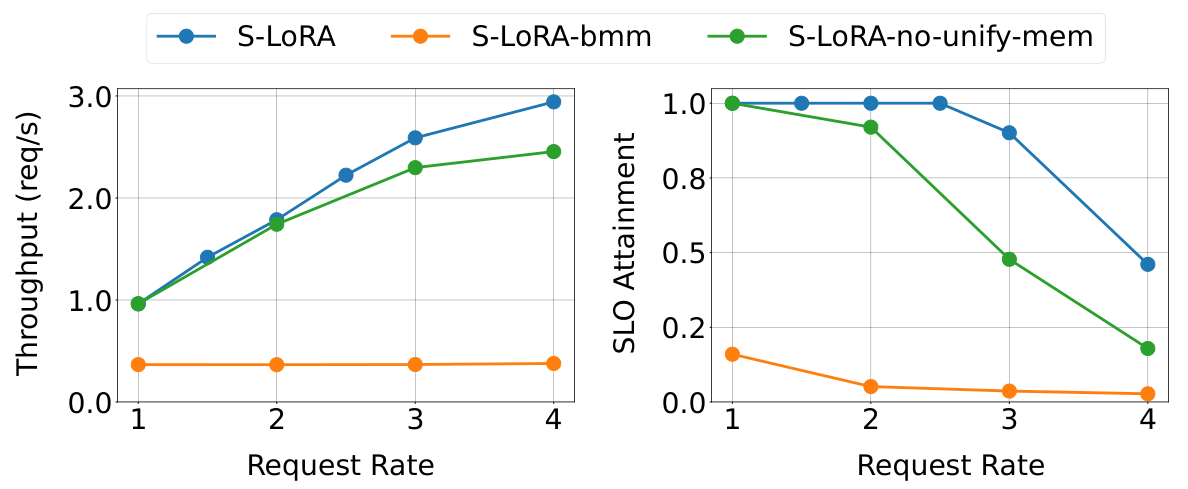 S-LoRA S-LoRA-bmm S-LoRA-no-unify-mem
Throughput (req/s)
3.0
2.0
1.0
0.0
1 2 3 4
Request Rate
SLO Attainment
1.0
0.8
0.5
0.2
0.0
1 2 3 4
Request Rate